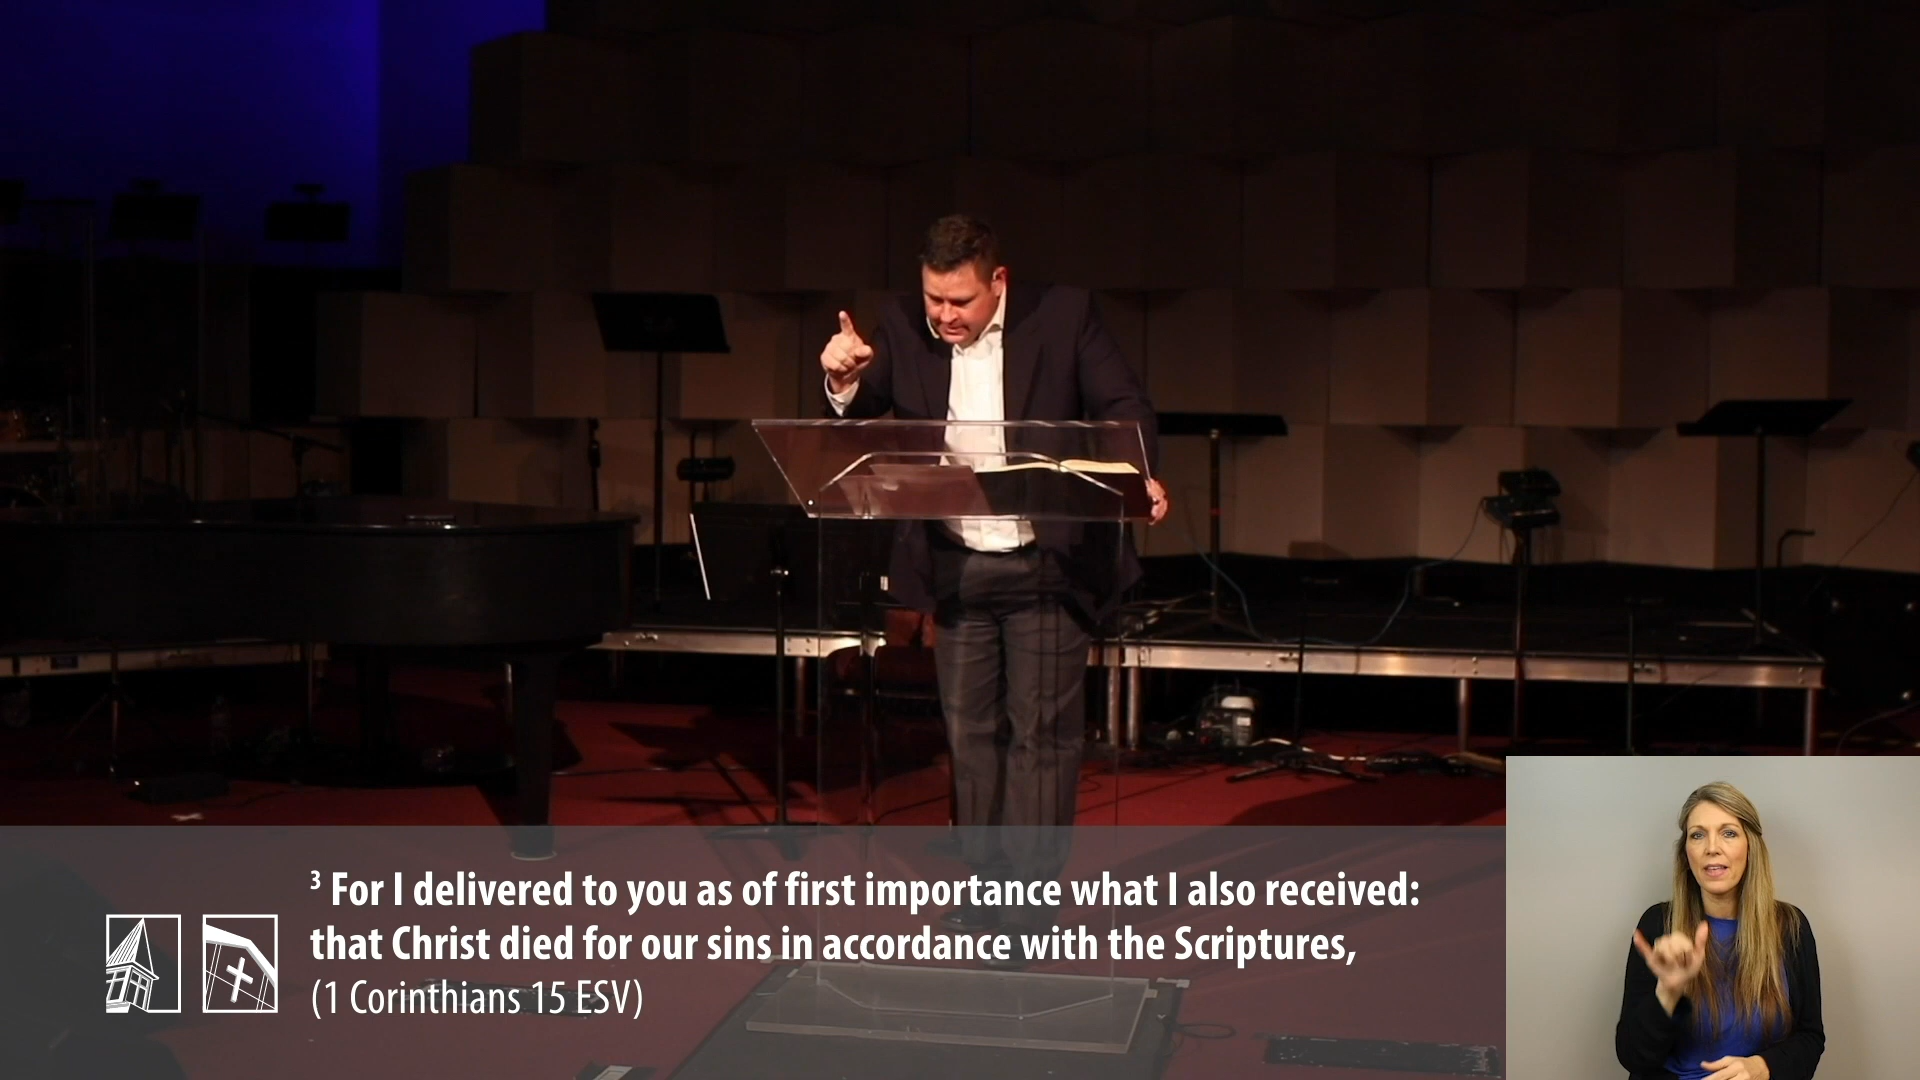 ³ For I delivered to you as of first importance what I also received:
that Christ died for our sins in accordance with the Scriptures,
(1 Corinthians 15 ESV)